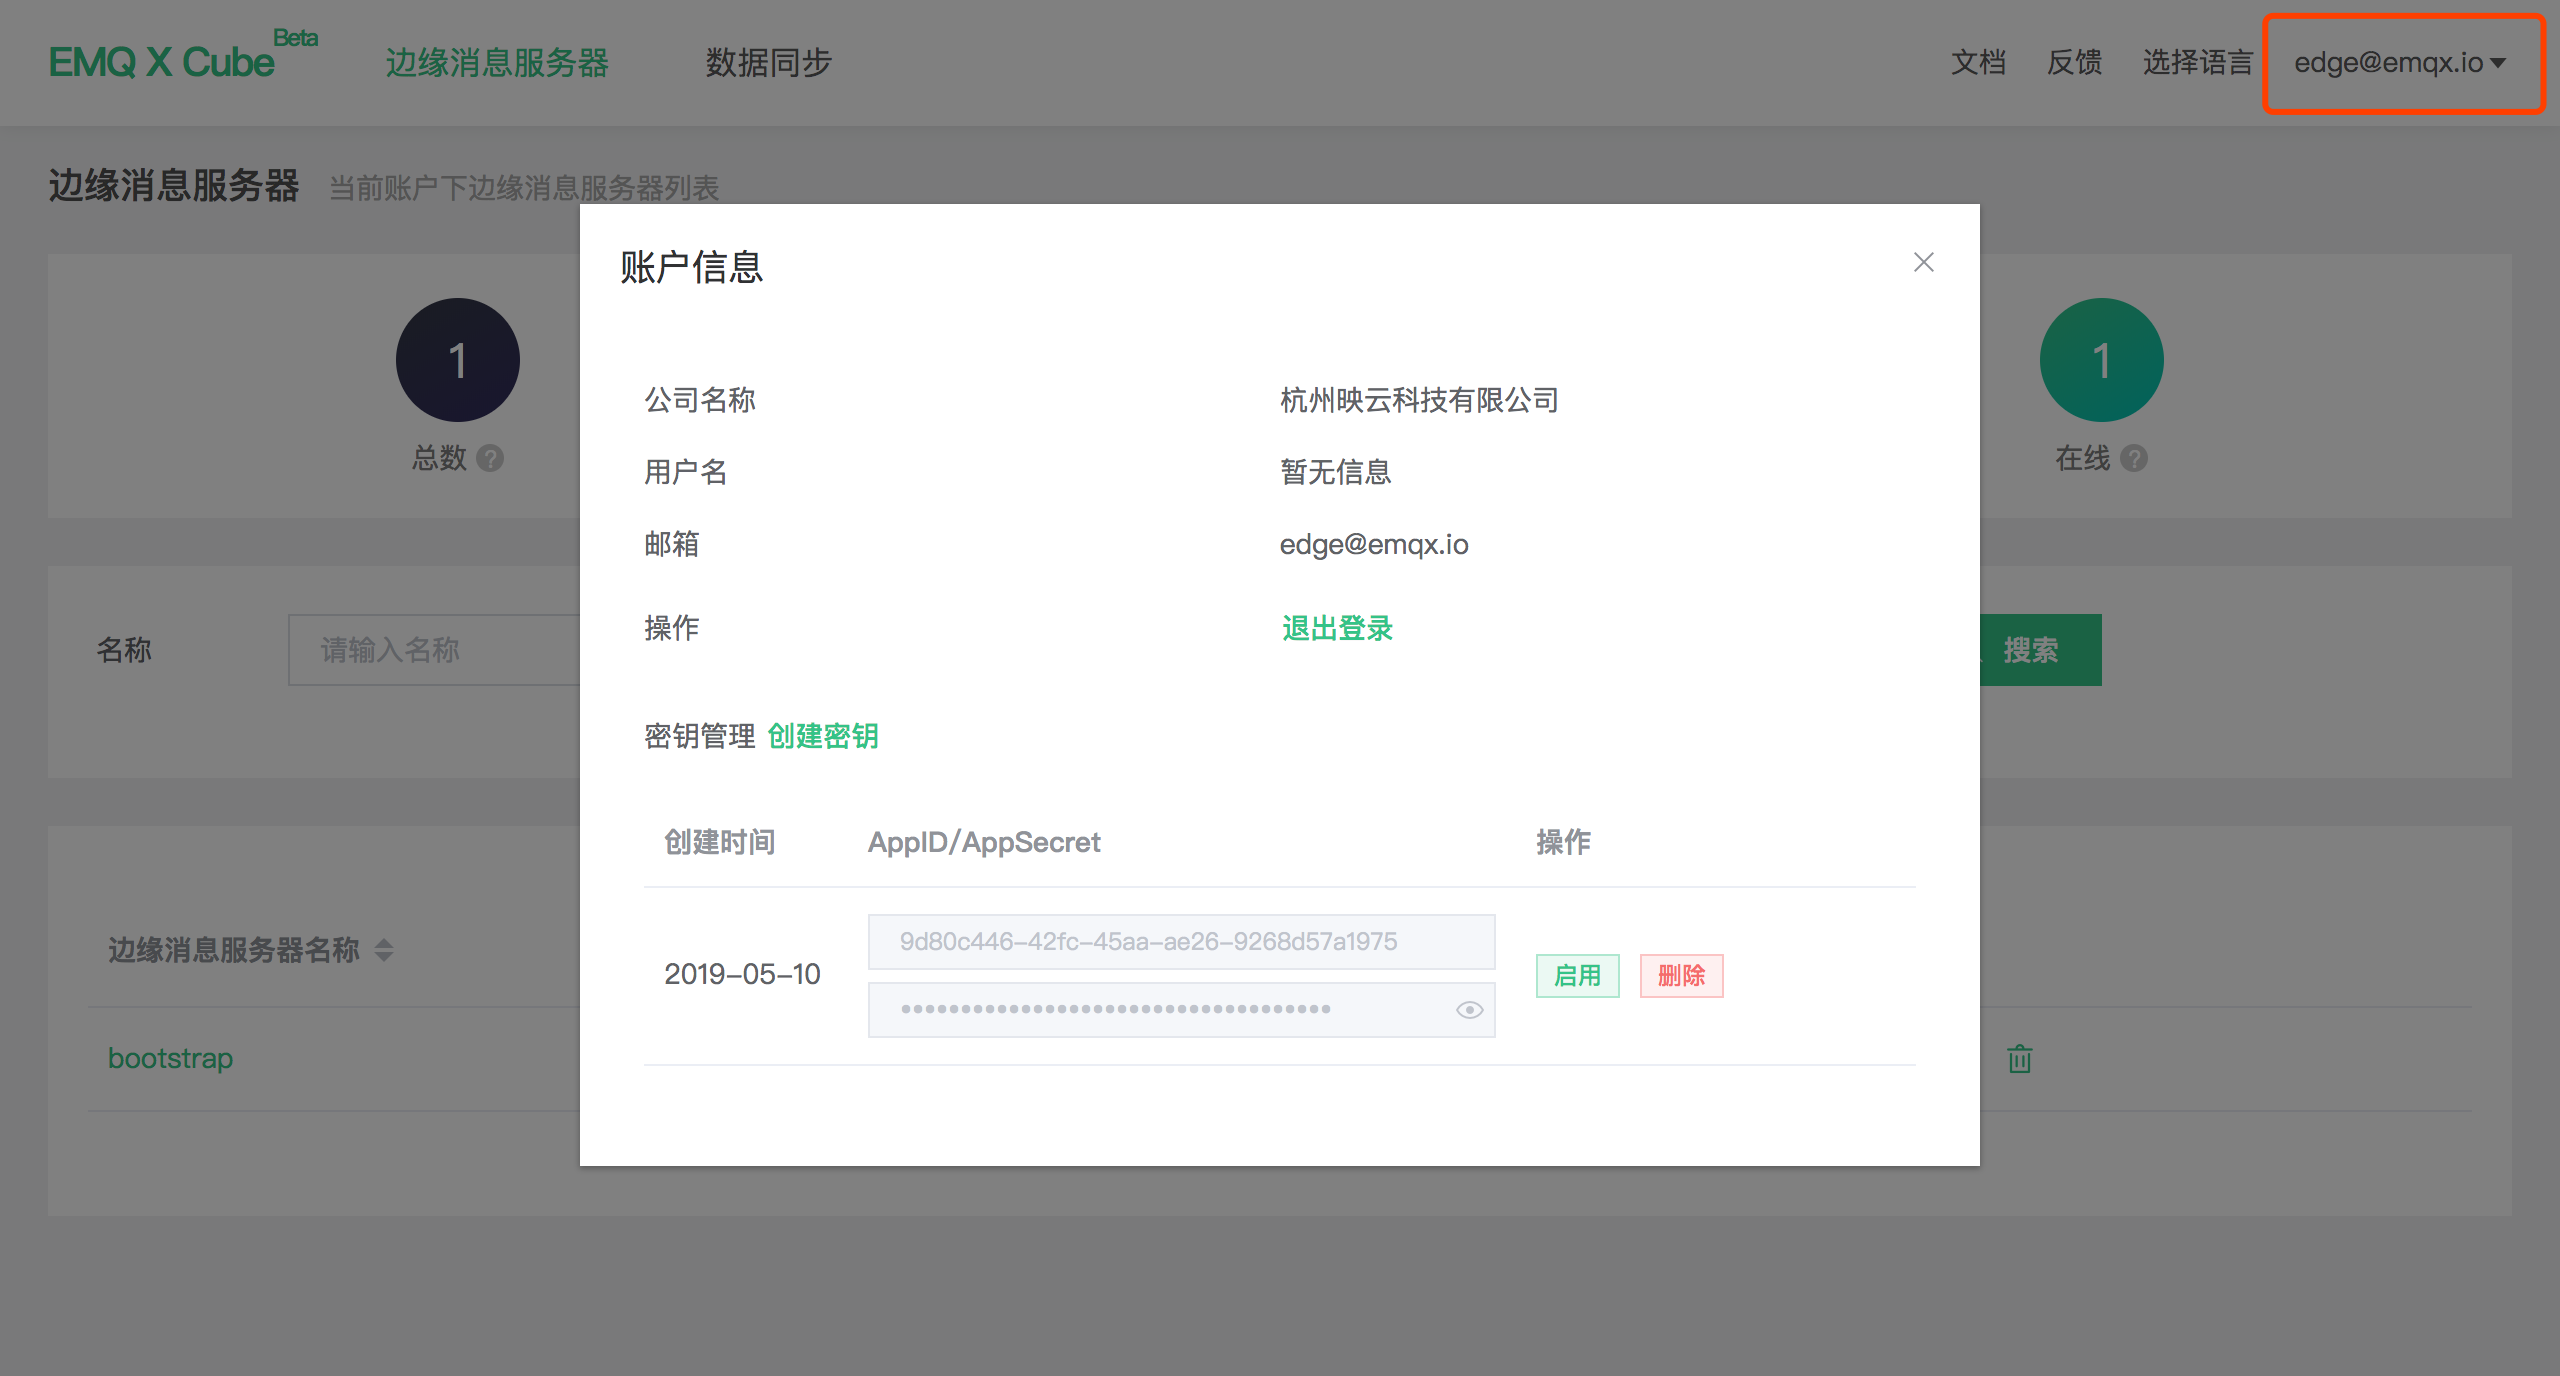 EMQ X Cube Beta 边缘消息服务器 数据同步 文档 反馈 选择语言 edge@emqx.io
边缘消息服务器 当前账户下边缘消息服务器列表
账户信息
1
总数 ?
1
在线 ?
公司名称 杭州映云科技有限公司
用户名 暂无信息
邮箱 edge@emqx.io
操作 退出登录
名称 请输入名称 搜索
密钥管理 创建密钥
创建时间 AppID/AppSecret 操作
2019-05-10 9d80c446-42fc-45aa-ae26-9268d57a1975 启用 删除
••••••••••••••••••••••••••••••••••••
边缘消息服务器名称
bootstrap